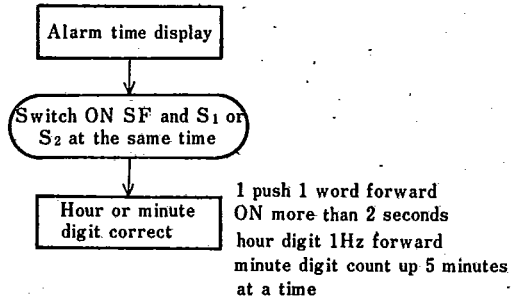 Alarm time display
Switch ON SF and S1 or
S2 at the same time
Hour or minute
digit correct
1 push 1 word forward
ON more than 2 seconds
hour digit 1Hz forward
minute digit count up 5 minutes
at a time